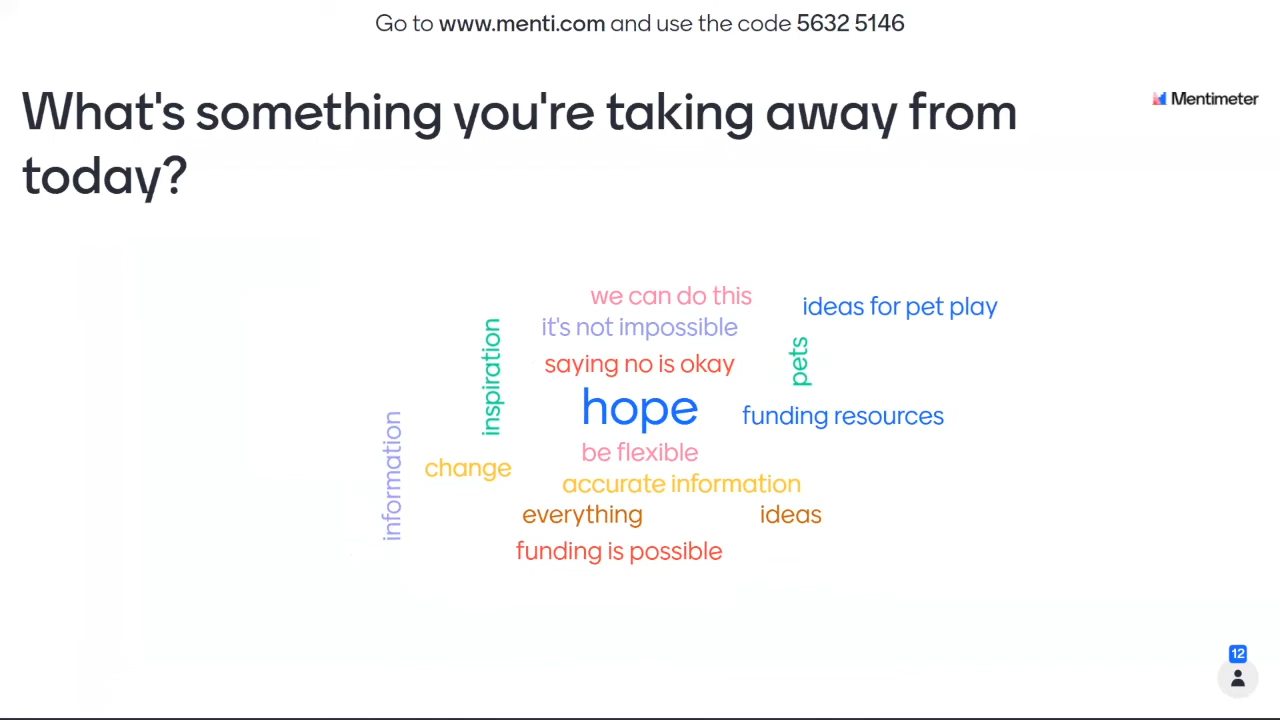 Go to www.menti.com and use the code 5632 5146
What's something you're taking away from
today?
Mentimeter
we can do this
ideas for pet play
it's not impossible
inspiration
pets
saying no is okay
hope
funding resources
information
be flexible
change
accurate information
everything
ideas
funding is possible
12